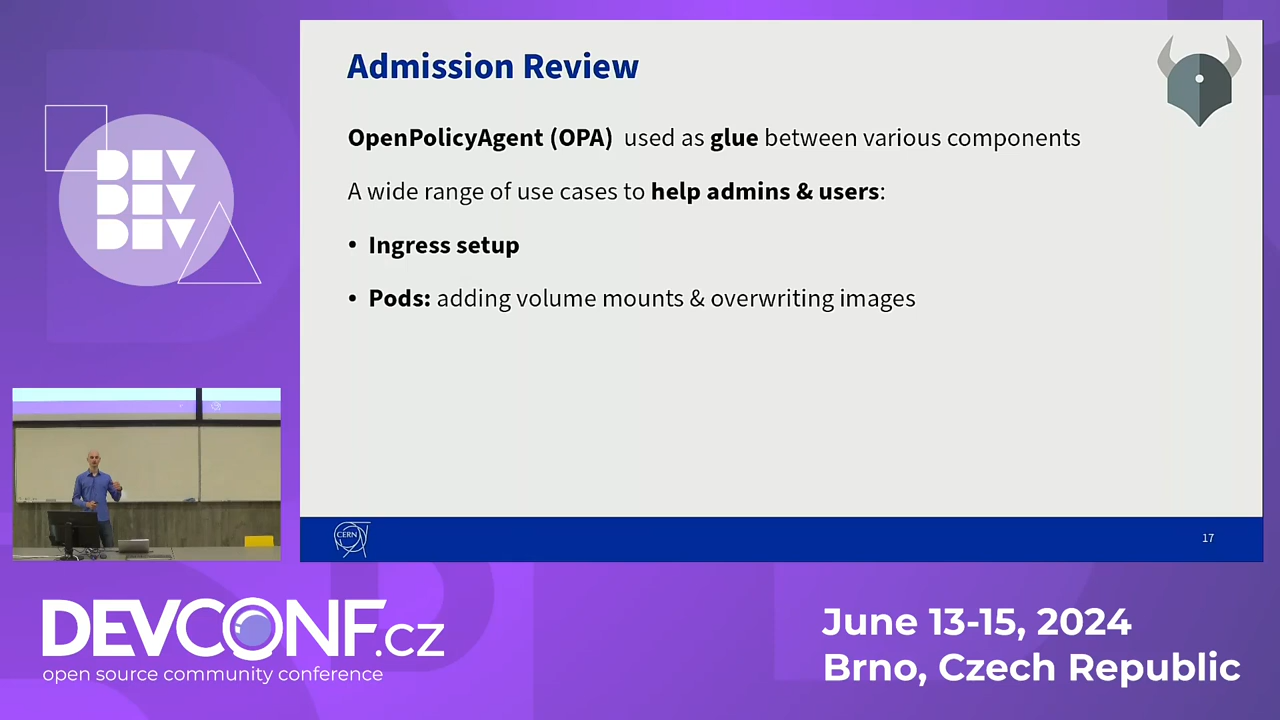 Admission Review
OpenPolicyAgent (OPA) used as glue between various components
A wide range of use cases to help admins & users:
• Ingress setup
• Pods: adding volume mounts & overwriting images
CERN
17
DEV
DEV
DEV
DEVCONF.cz
open source community conference
June 13-15, 2024
Brno, Czech Republic